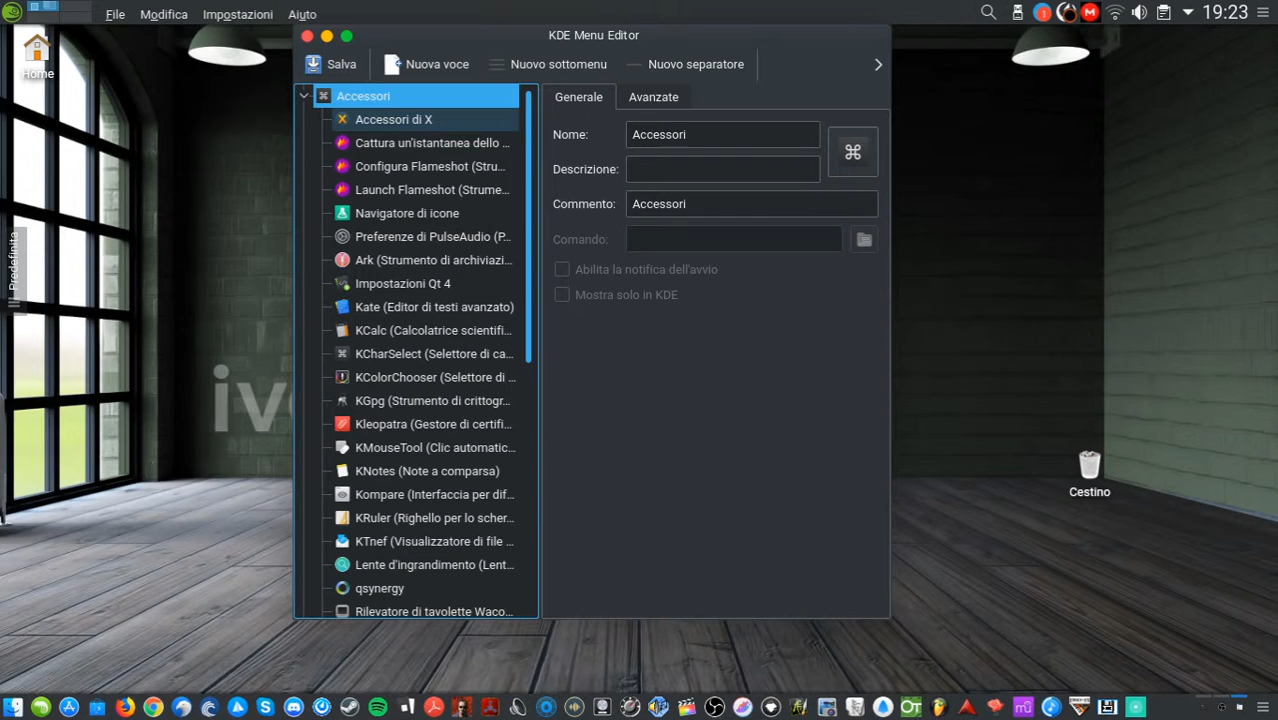 File Modifica Impostazioni Aiuto
1
19:23
KDE Menu Editor
Salva
Nuova voce
Nuovo sottomenu
Nuovo separatore
Home
Predefinita
Accessori
Accessori di X
Cattura un'istantanea dello ...
Configura Flameshot (Stru...
Launch Flameshot (Strume...
Navigatore di icone
Preferenze di PulseAudio (P...
Ark (Strumento di archiviazi...
Impostazioni Qt 4
Kate (Editor di testi avanzato)
KCalc (Calcolatrice scientifi...
KCharSelect (Selettore di ca...
KColorChooser (Selettore di ...
KGpg (Strumento di crittogr...
Kleopatra (Gestore di certifi...
KMouseTool (Clic automatic...
KNotes (Note a comparsa)
Kompare (Interfaccia per dif...
KRuler (Righello per lo scher...
KTnef (Visualizzatore di file ...
Lente d'ingrandimento (Lent...
qsynergy
Rilevatore di tavolette Waco...
Generale
Avanzate
Nome: Accessori
Descrizione:
Commento: Accessori
Comando:
Abilita la notifica dell'avvio
Mostra solo in KDE
Cestino